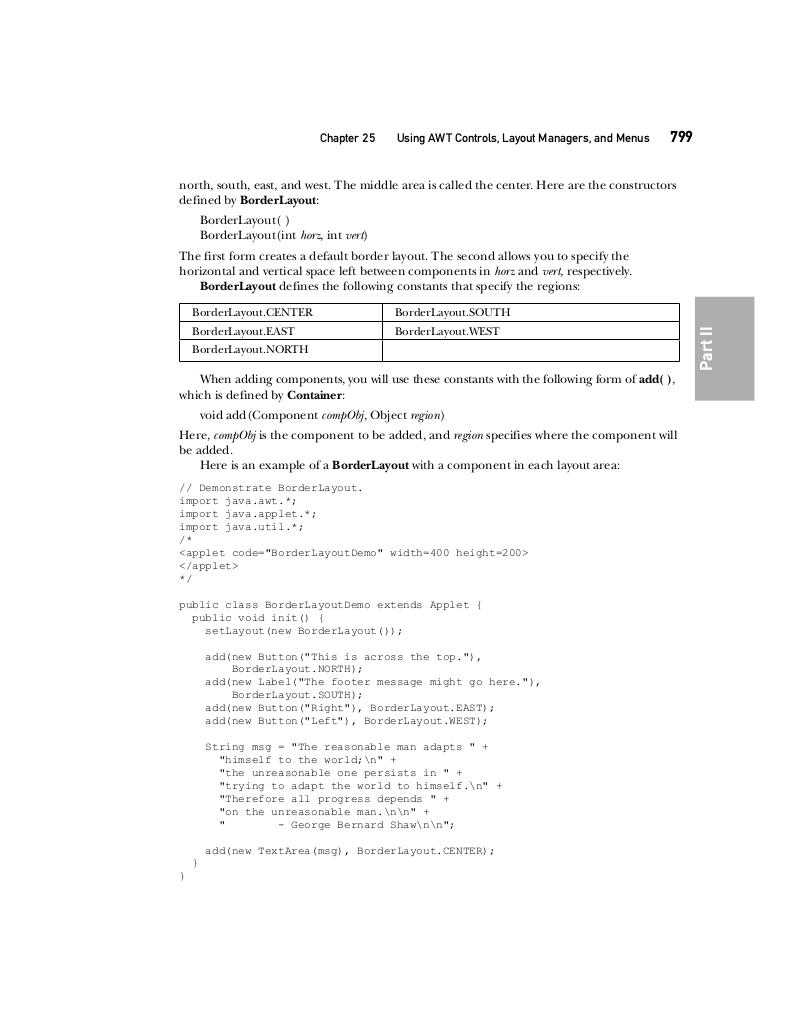 Chapter 25 Using AWT Controls, Layout Managers, and Menus 799
north, south, east, and west. The middle area is called the center. Here are the constructors
defined by BorderLayout:
BorderLayout( )
BorderLayout(int horz, int vert)
The first form creates a default border layout. The second allows you to specify the
horizontal and vertical space left between components in horz and vert, respectively.
BorderLayout defines the following constants that specify the regions:
BorderLayout.CENTER BorderLayout.SOUTH
BorderLayout.EAST BorderLayout.WEST
BorderLayout.NORTH
Part II
When adding components, you will use these constants with the following form of add( ),
which is defined by Container:
void add(Component compObj, Object region)
Here, compObj is the component to be added, and region specifies where the component will
be added.
Here is an example of a BorderLayout with a component in each layout area:
// Demonstrate BorderLayout.
import java.awt.*;
import java.applet.*;
import java.util.*;
/*
<applet code="BorderLayoutDemo" width=400 height=200>
</applet>
*/
public class BorderLayoutDemo extends Applet {
  public void init() {
    setLayout(new BorderLayout());
    add(new Button("This is across the top."),
        BorderLayout.NORTH);
    add(new Label("The footer message might go here."),
        BorderLayout.SOUTH);
    add(new Button("Right"), BorderLayout.EAST);
    add(new Button("Left"), BorderLayout.WEST);
    String msg = "The reasonable man adapts " +
      "himself to the world;\n" +
      "the unreasonable one persists in " +
      "trying to adapt the world to himself.\n" +
      "Therefore all progress depends " +
      "on the unreasonable man.\n\n" +
      "        - George Bernard Shaw\n\n";
    add(new TextArea(msg), BorderLayout.CENTER);
  }
}